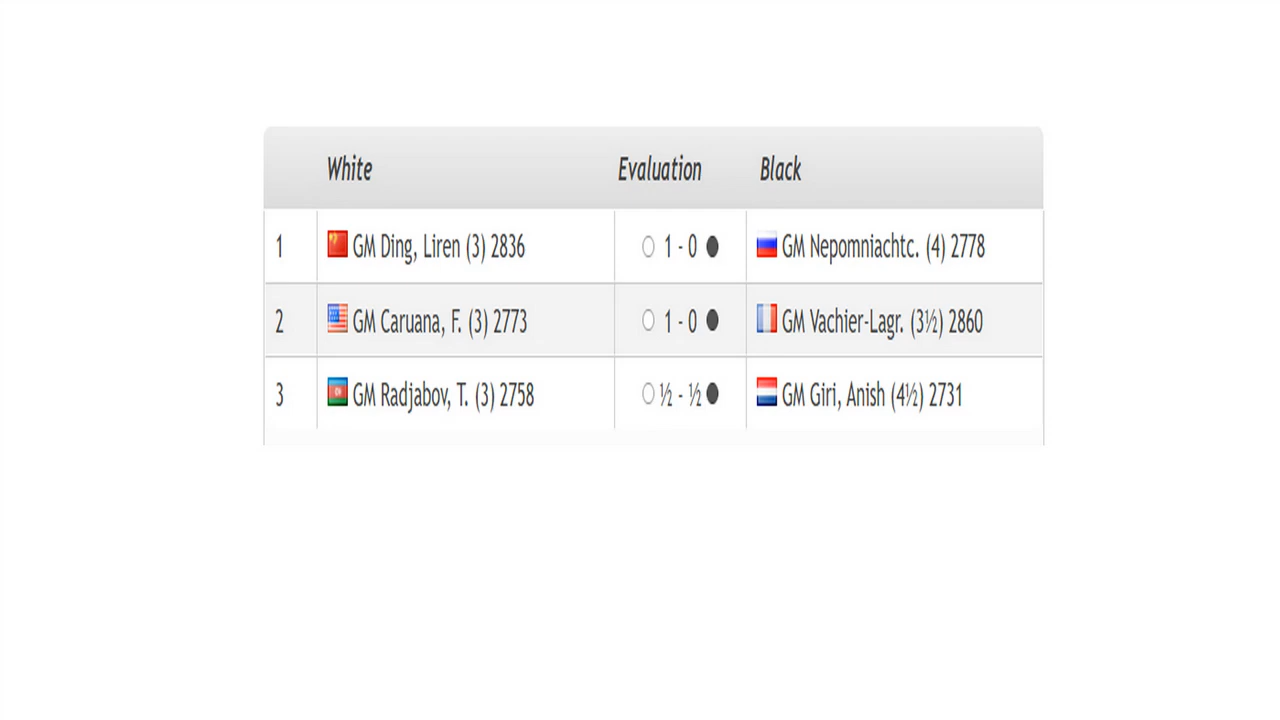 White Evaluation Black
1 GM Ding, Liren (3) 2836 1 - 0 GM Nepomniachtc. (4) 2778
2 GM Caruana, F. (3) 2773 1 - 0 GM Vachier-Lagr. (3½) 2860
3 GM Radjabov, T. (3) 2758 ½ - ½ GM Giri, Anish (4½) 2731